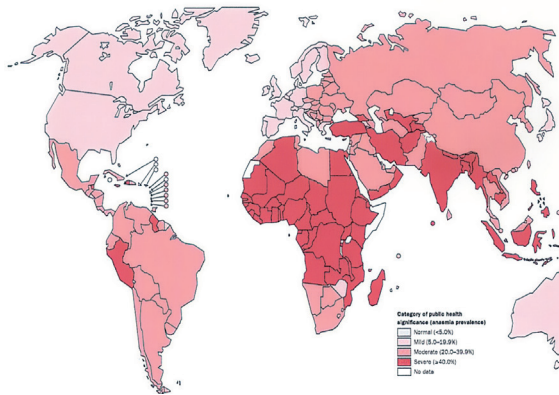 Category of public health
significance (anaemia prevalence)
Normal (<5.0%)
Mild (5.0–19.9%)
Moderate (20.0–39.9%)
Severe (≥40.0%)
No data